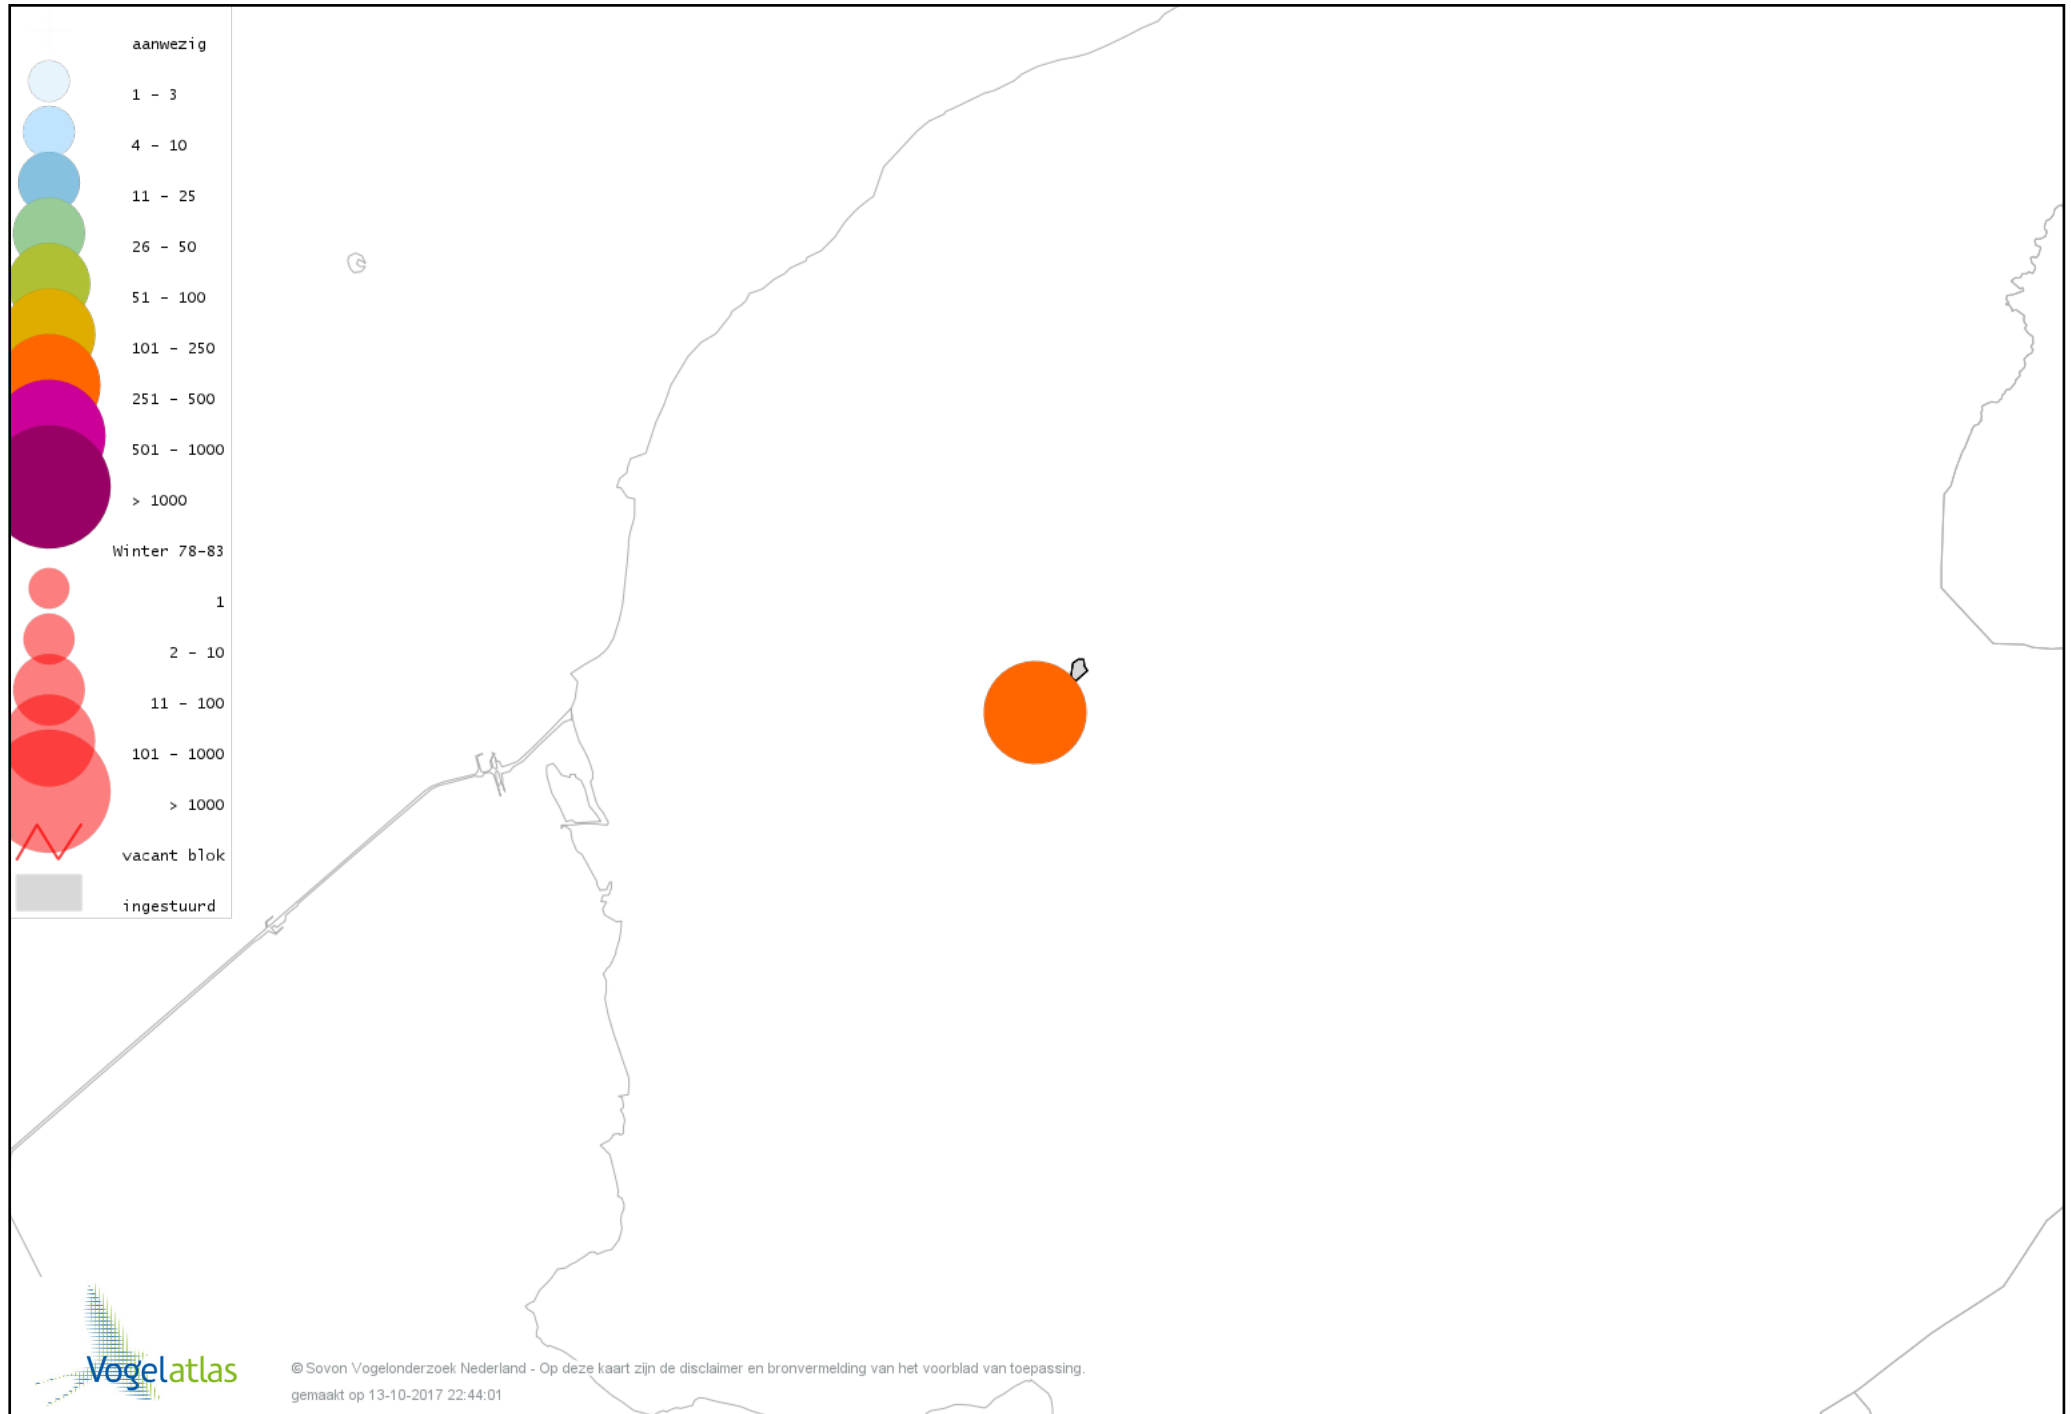 aanwezig
1 - 3
4 - 10
11 - 25
26 - 50
51 - 100
101 - 250
251 - 500
501 - 1000
> 1000
Winter 78-83
1
2 - 10
11 - 100
101 - 1000
> 1000
vacant blok
ingestuurd
Vogelatlas
© Sovon Vogelonderzoek Nederland - Op deze kaart zijn de disclaimer en bronvermelding van het voorblad van toepassing.
gemaakt op 13-10-2017 22:44:01